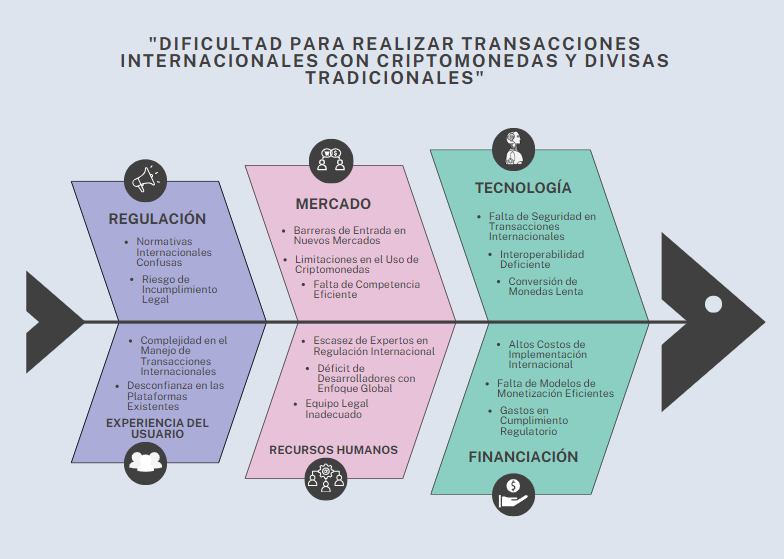 "DIFICULTAD PARA REALIZAR TRANSACCIONES
INTERNACIONALES CON CRIPTOMONEDAS Y DIVISAS
TRADICIONALES"
REGULACIÓN
• Normativas
Internacionales
Confusas
• Riesgo de
Incumplimiento
Legal
MERCADO
• Barreras de Entrada en
Nuevos Mercados
• Limitaciones en el Uso de
Criptomonedas
• Falta de Competencia
Eficiente
TECNOLOGÍA
• Falta de Seguridad en
Transacciones
Internacionales
• Interoperabilidad
Deficiente
• Conversión de
Monedas Lenta
• Complejidad en el
Manejo de
Transacciones
Internacionales
• Desconfianza en las
Plataformas
Existentes
EXPERIENCIA DEL
USUARIO
• Escasez de Expertos en
Regulación Internacional
• Déficit de
Desarrolladores con
Enfoque Global
• Equipo Legal
Inadecuado
RECURSOS HUMANOS
• Altos Costos de
Implementación
Internacional
• Falta de Modelos de
Monetización Eficientes
• Gastos en
Cumplimiento
Regulatorio
FINANCIACIÓN